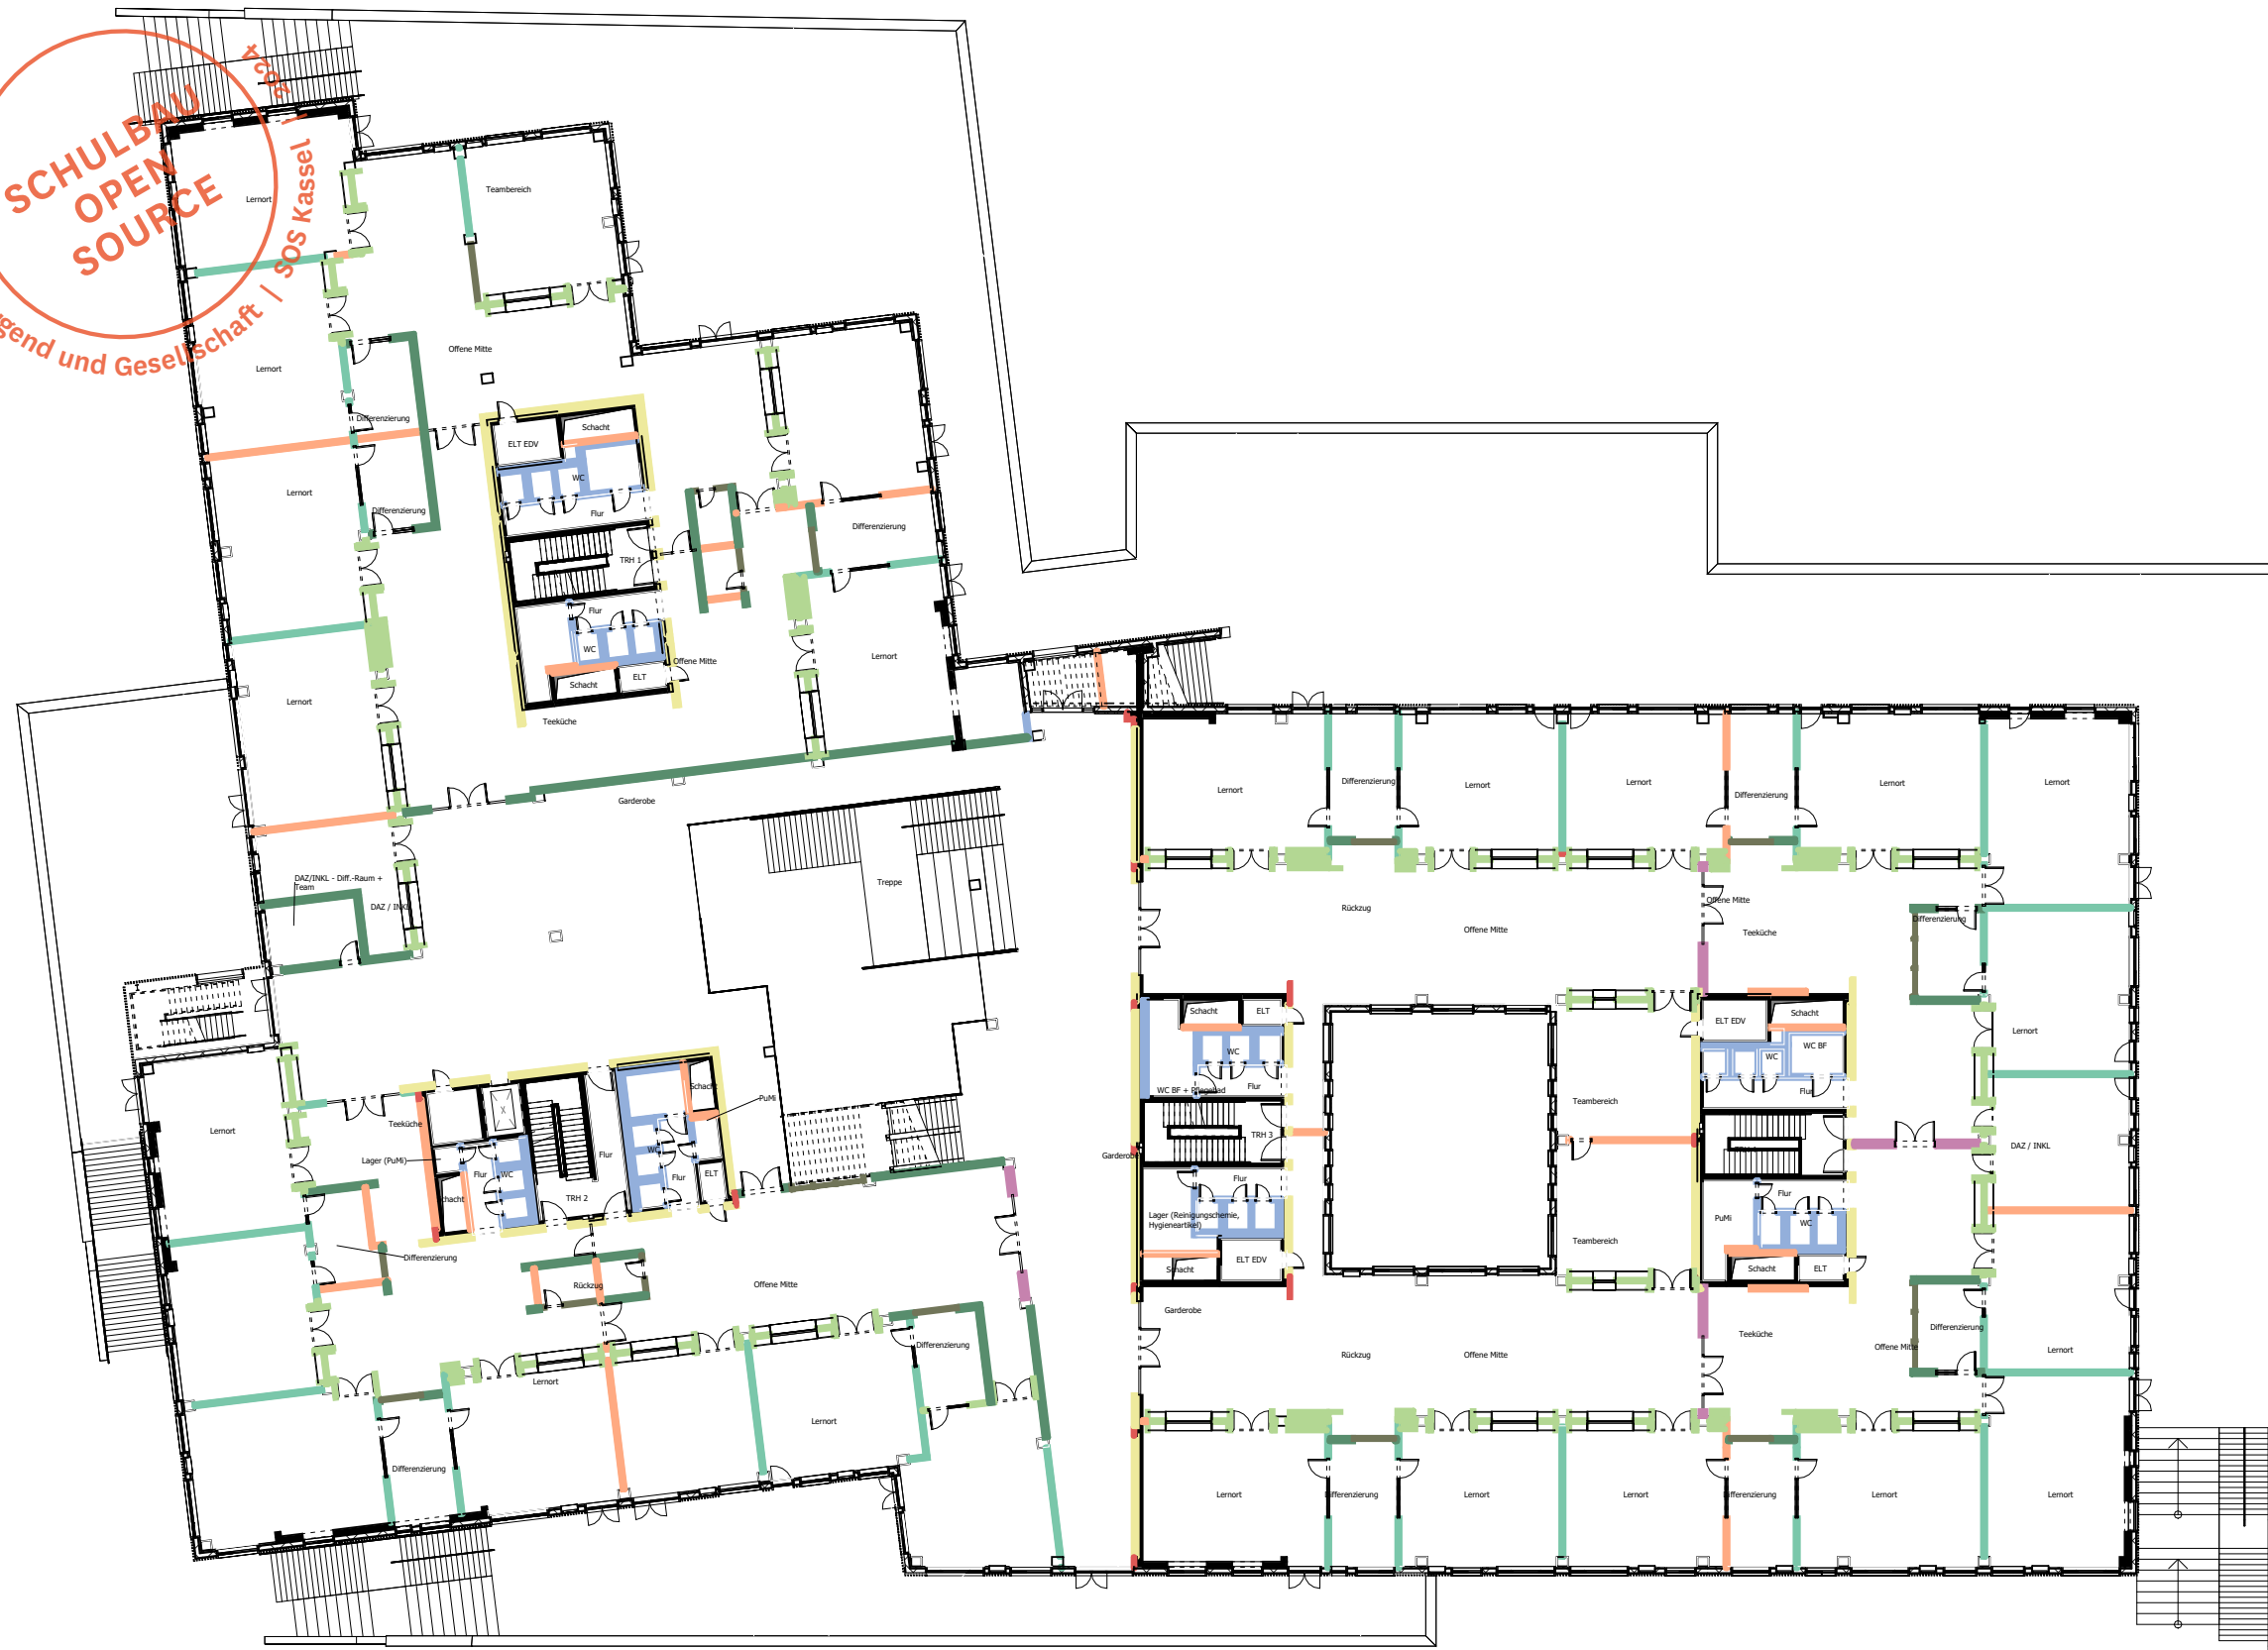 SCHULBAU
OPEN
SOURCE
gend und Gesellschaft | SOS Kassel | 2024
Lernort
Teambereich
Lernort
Offene Mitte
Differenzierung
ELT EDV
Schacht
WC
Lernort
Flur
Differenzierung
Differenzierung
TRH 1
Flur
WC
Offene Mitte
Lernort
Schacht
ELT
Lernort
Teeküche
Garderobe
Treppe
DAZ/INKL - Diff.-Raum +
Team
DAZ / INKL
Lernort
Teeküche
Lager (PuMi)
Flur
WC
Schacht
TRH 2
Flur
WC
Flur
ELT
Schacht
PuMi
Differenzierung
Rückzug
Offene Mitte
Lernort
Differenzierung
Lernort
Differenzierung
Lernort
Differenzierung
Lernort
Lernort
Differenzierung
Lernort
Lernort
Rückzug
Offene Mitte
Offene Mitte
Teeküche
Differenzierung
Schacht
ELT
WC
WC BF + Pflegebad
Flur
TRH 3
Garderobe
Flur
Lager (Reinigungschemie,
Hygieneartikel)
Schacht
ELT EDV
Teambereich
Teambereich
ELT EDV
Schacht
WC
WC BF
Flur
Flur
PuMi
WC
Schacht
ELT
Lernort
DAZ / INKL
Garderobe
Rückzug
Offene Mitte
Teeküche
Offene Mitte
Differenzierung
Lernort
Lernort
Differenzierung
Lernort
Lernort
Differenzierung
Lernort
Lernort